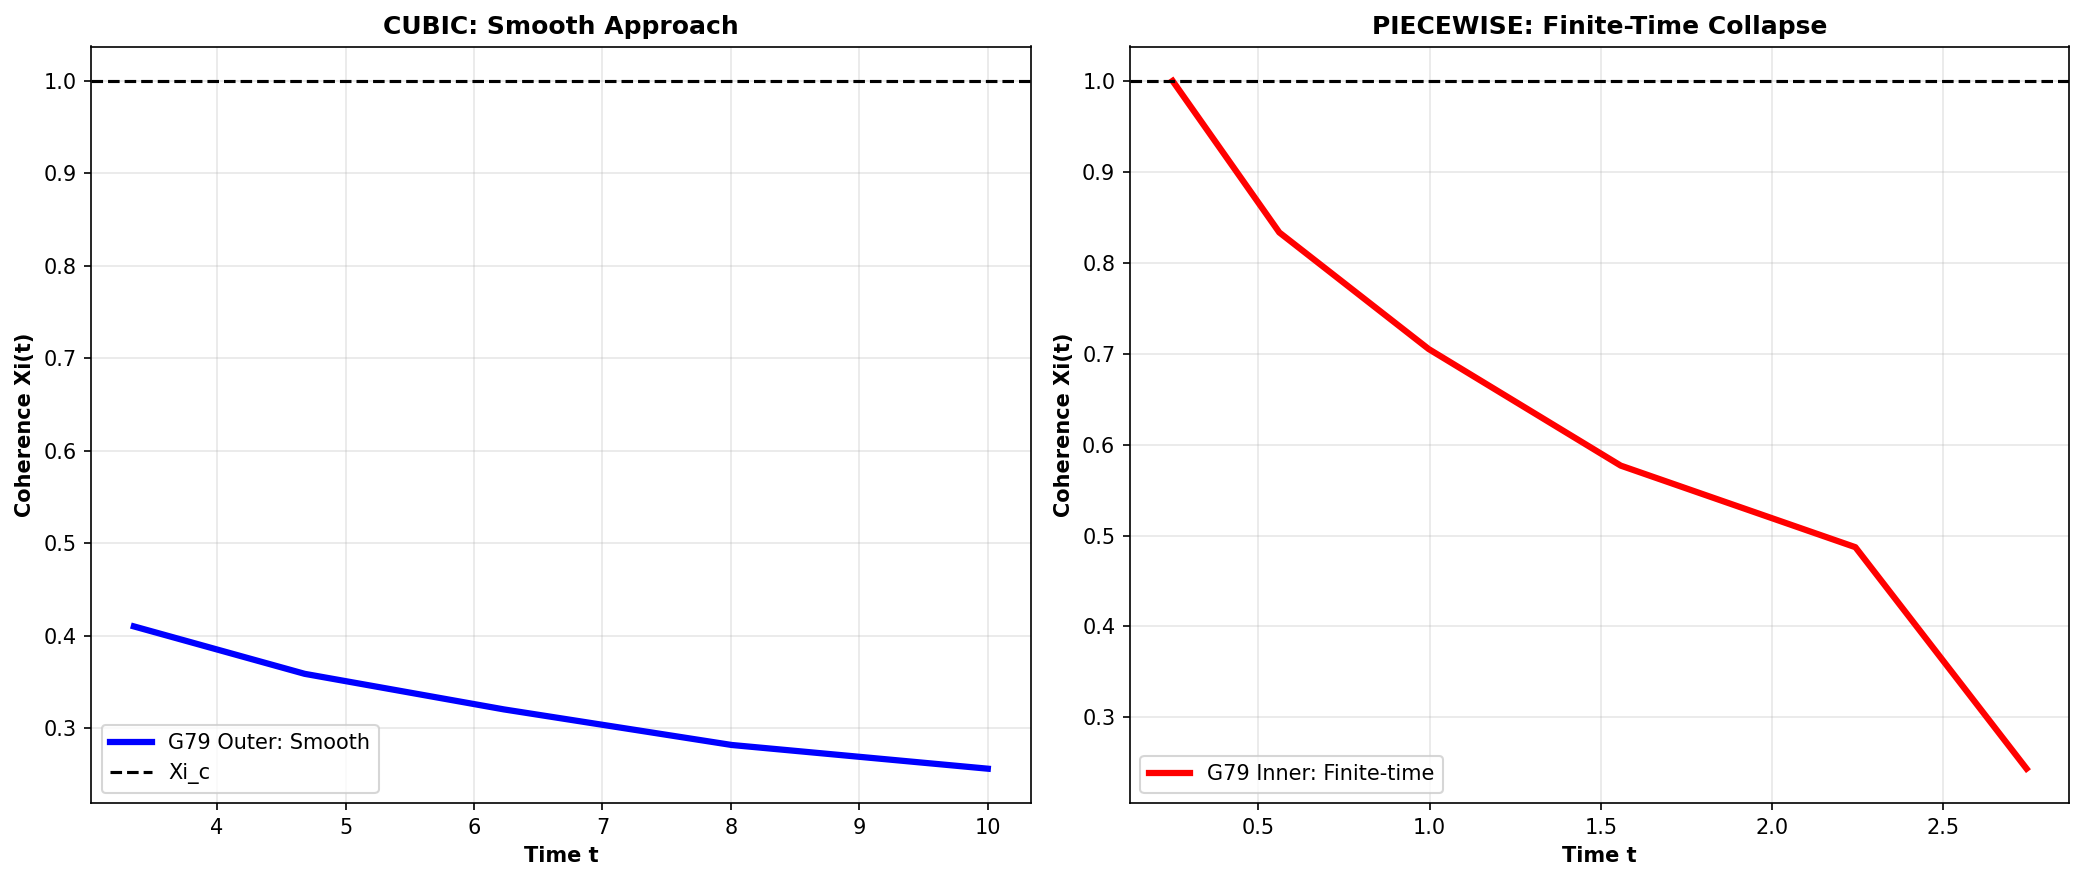 CUBIC: Smooth Approach
Coherence Xi(t)
1.0
0.9
0.8
0.7
0.6
0.5
0.4
0.3
G79 Outer: Smooth
Xi_c
4 5 6 7 8 9 10
Time t
PIECEWISE: Finite-Time Collapse
Coherence Xi(t)
1.0
0.9
0.8
0.7
0.6
0.5
0.4
0.3
G79 Inner: Finite-time
0.5 1.0 1.5 2.0 2.5
Time t